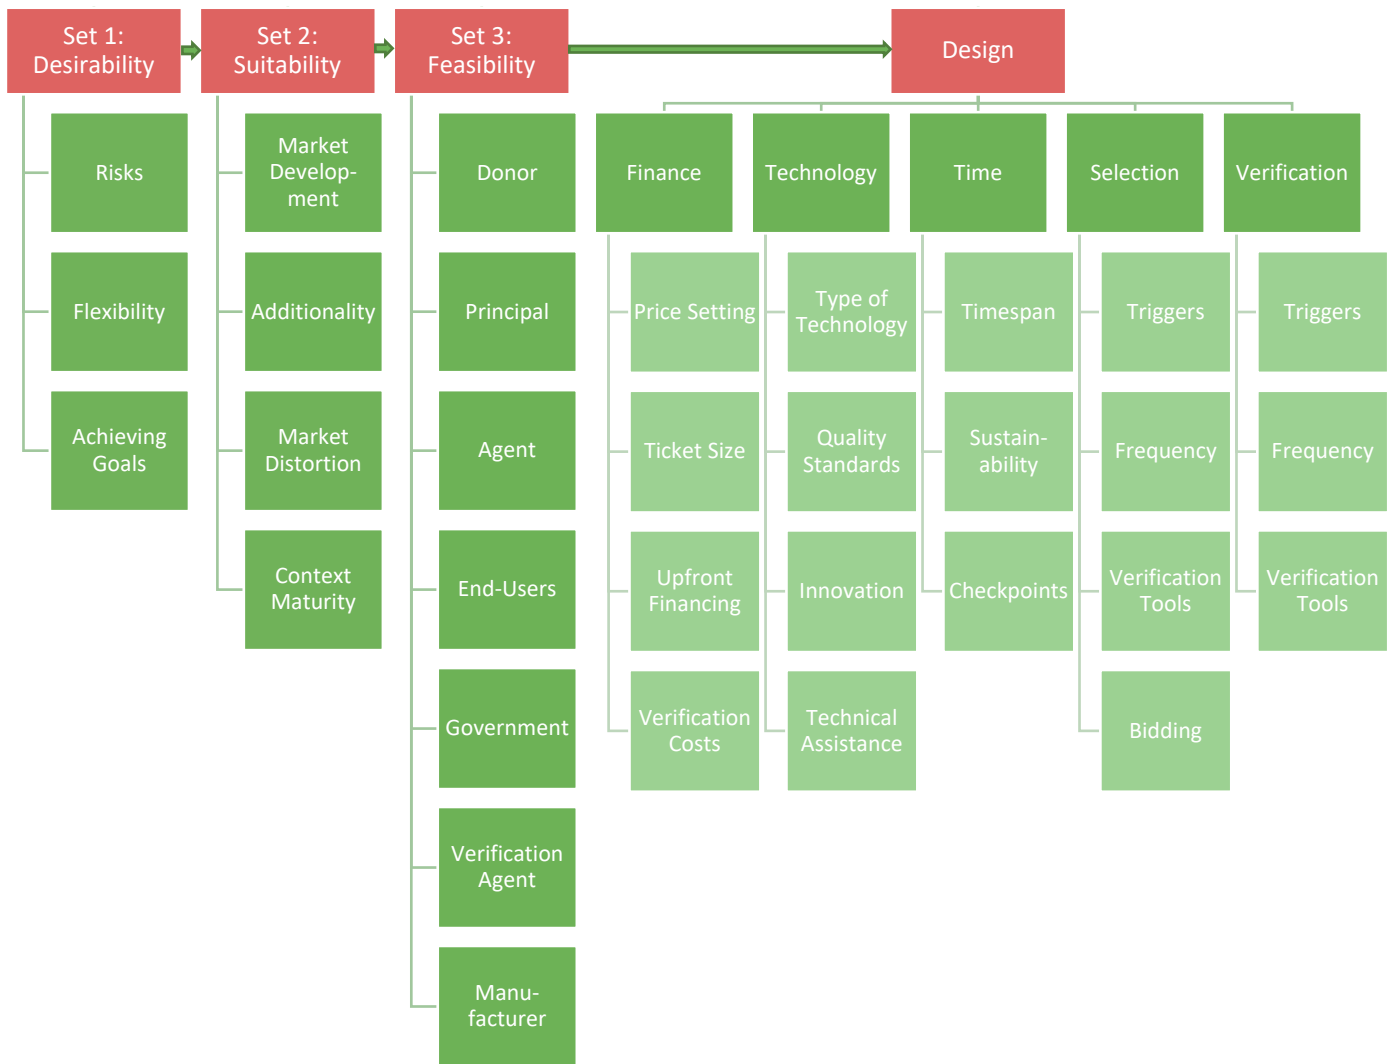 Set 1:
Desirability
Set 2:
Suitability
Set 3:
Feasibility
Design
Risks
Flexibility
Achieving
Goals
Market
Develop-
ment
Additionality
Market
Distortion
Context
Maturity
Donor
Principal
Agent
End-Users
Government
Verification
Agent
Manu-
facturer
Finance
Price Setting
Ticket Size
Upfront
Financing
Verification
Costs
Technology
Type of
Technology
Quality
Standards
Innovation
Technical
Assistance
Time
Timespan
Sustain-
ability
Checkpoints
Selection
Triggers
Frequency
Verification
Tools
Bidding
Verification
Triggers
Frequency
Verification
Tools